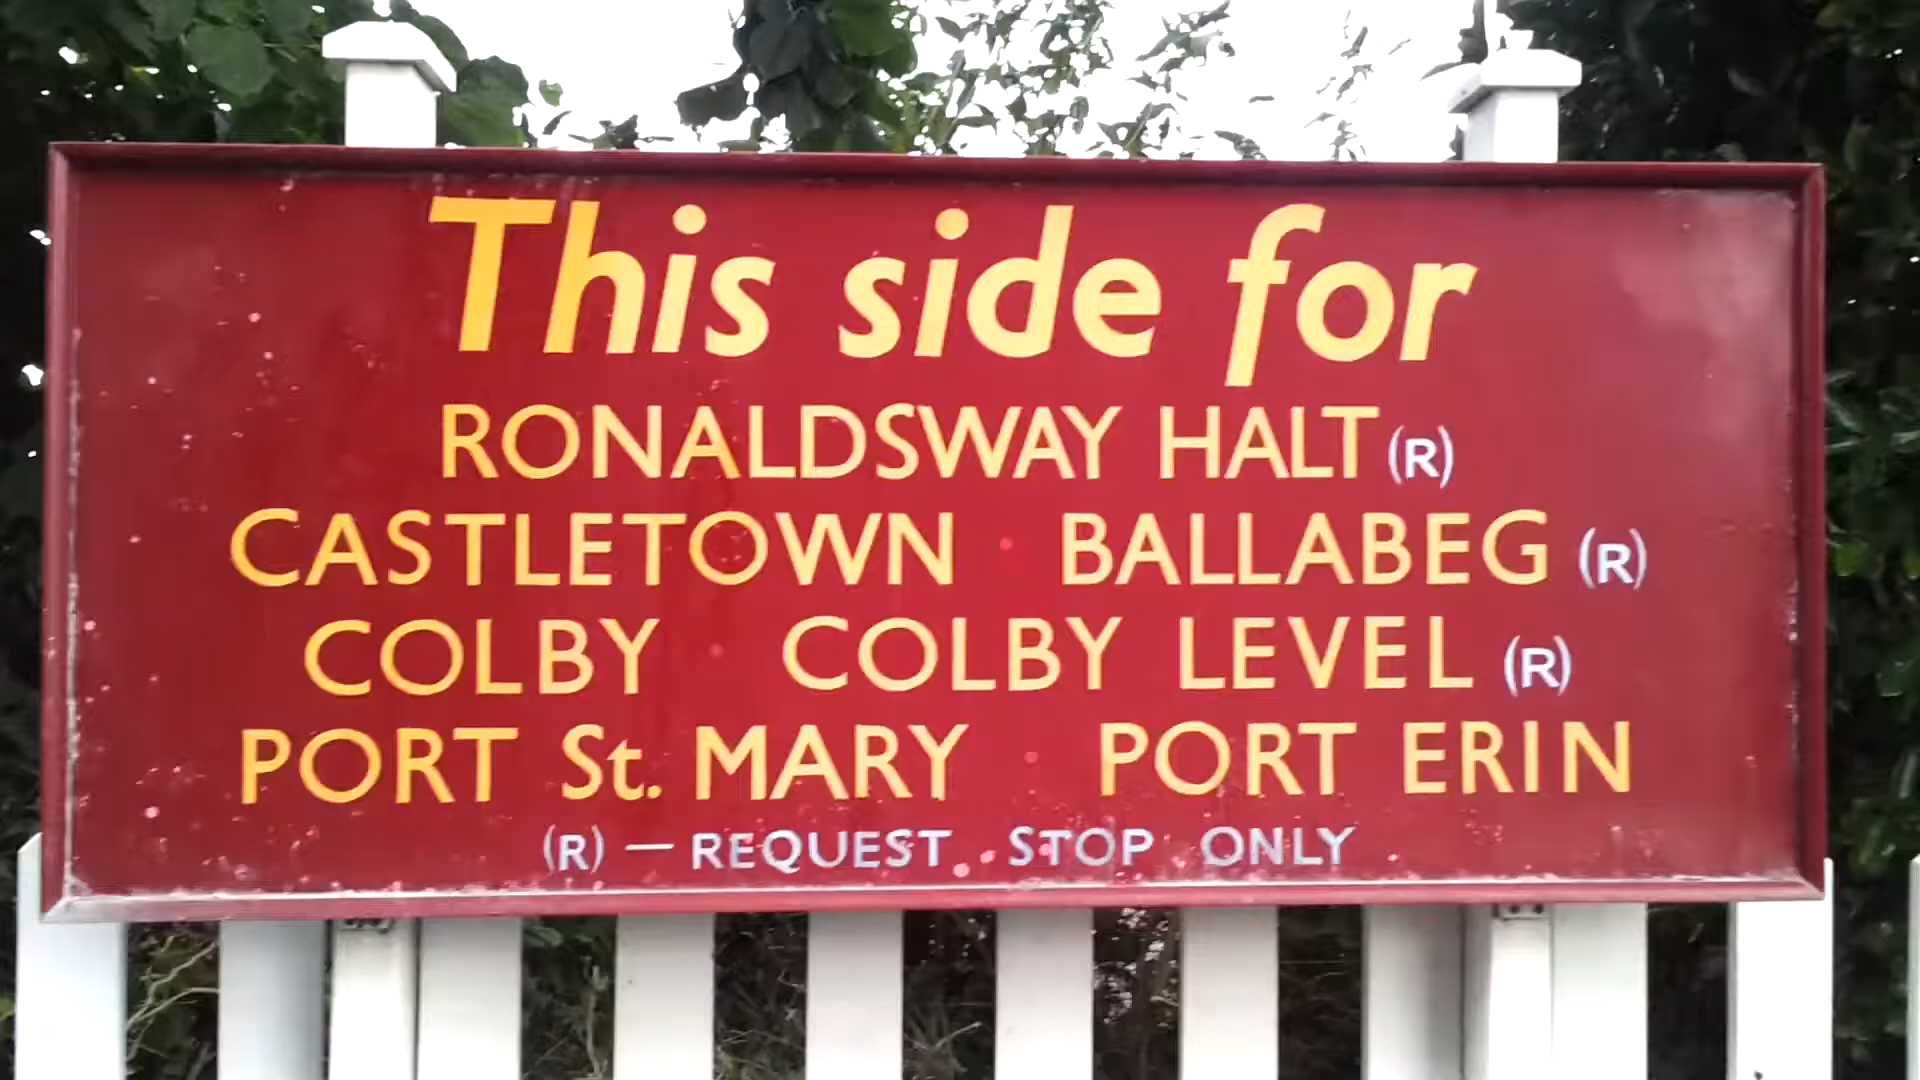 This side for
RONALDSWAY HALT (R)
CASTLETOWN · BALLABEG (R)
COLBY · COLBY LEVEL (R)
PORT St. MARY · PORT ERIN
(R) — REQUEST STOP ONLY